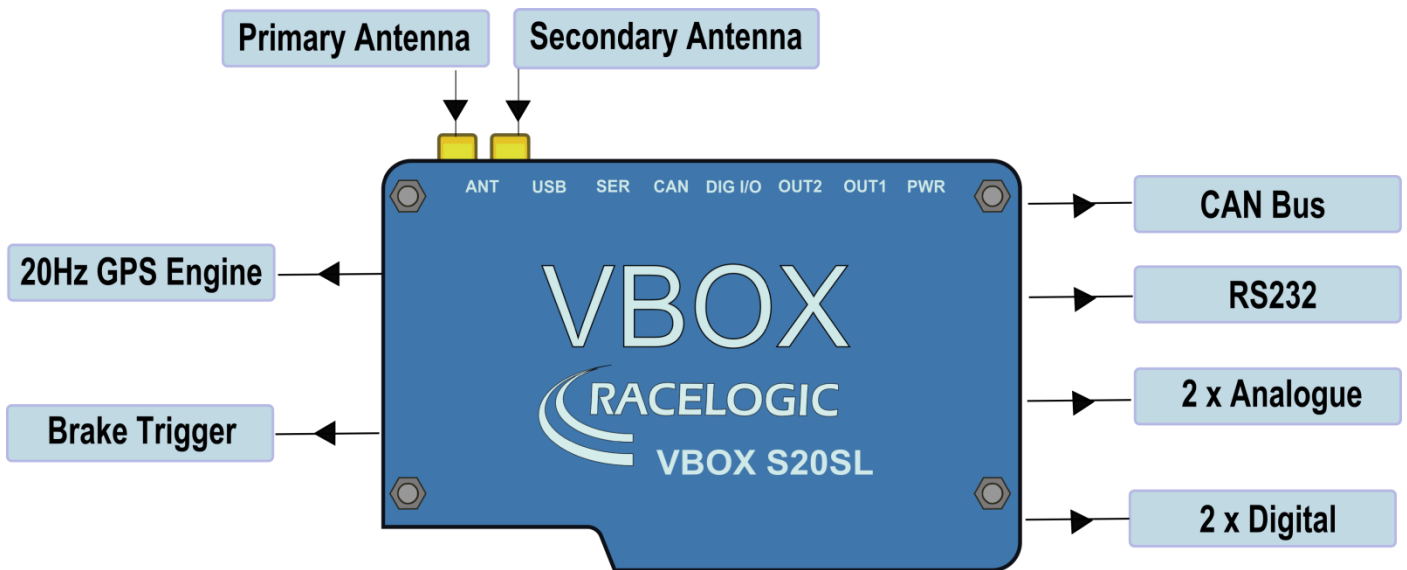 Primary Antenna
Secondary Antenna
ANT USB SER CAN DIG I/O OUT2 OUT1 PWR
CAN Bus
20Hz GPS Engine
VBOX
RS232
RACELOGIC
2 x Analogue
Brake Trigger
VBOX S20SL
2 x Digital